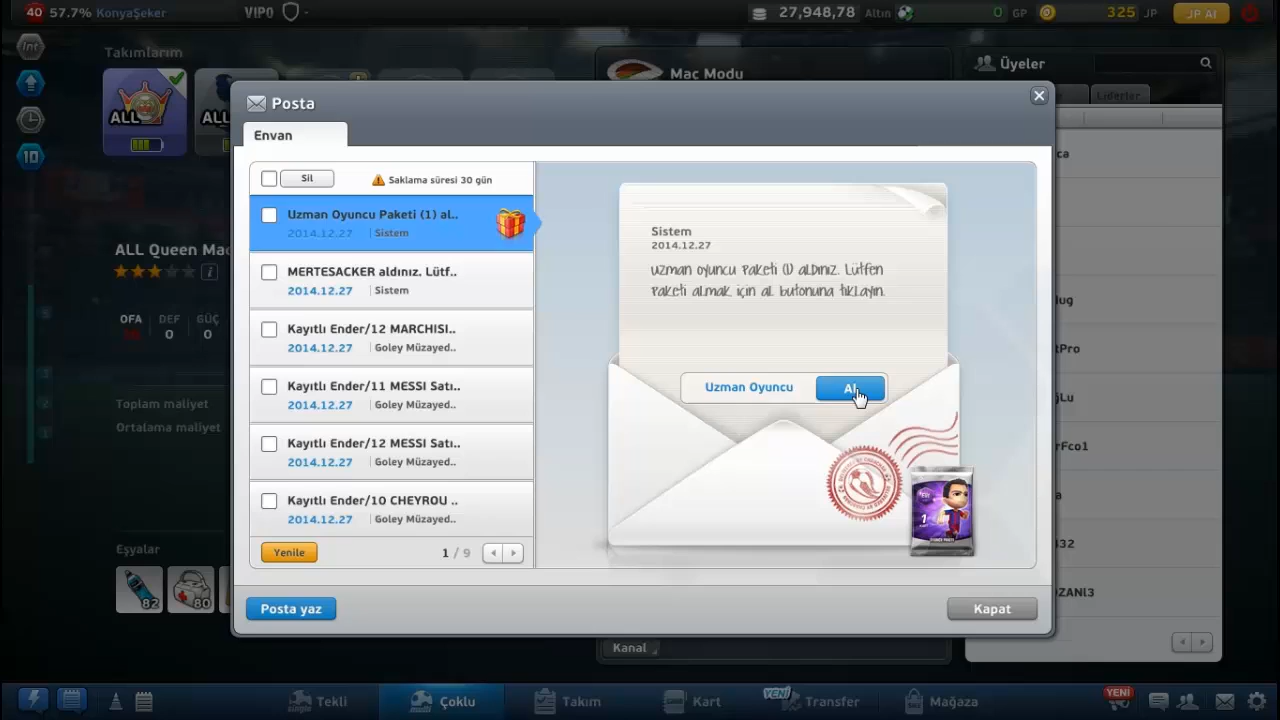 40 57.7% KonyaŞeker VIPO - 27,948,78 Altın 0 GP 325 JP JP Al
Int
Takımlarım
Maç Modu
Üyeler
ALL
ALL
Liderler
10
Posta
Envan
Sil
Saklama süresi 30 gün
Uzman Oyuncu Paketi (1) al..
2014.12.27 Sistem
MERTESACKER aldınız. Lütf..
2014.12.27 Sistem
Kayıtlı Ender/12 MARCHISI..
2014.12.27 Goley Müzayed..
Kayıtlı Ender/11 MESSI Satı..
2014.12.27 Goley Müzayed..
Kayıtlı Ender/12 MESSI Satı..
2014.12.27 Goley Müzayed..
Kayıtlı Ender/10 CHEYROU ..
2014.12.27 Goley Müzayed..
Yenile
1 / 9
Sistem
2014.12.27
uzman oyuncu Paketi (1) aldınız. Lütfen
Paketi almak için al butonuna tıklayın.
Uzman Oyuncu
Al
Posta yaz
Kapat
ALL Queen Mac
OFA DEF GÜÇ
0 0
Toplam maliyet
Ortalama maliyet
Eşyalar
82
80
Kanal
ca
lug
tPro
jLu
rFco1
a
32
ZANl3
Tekli
Çoklu
Takım
Kart
YENİ
Transfer
Mağaza
YENİ